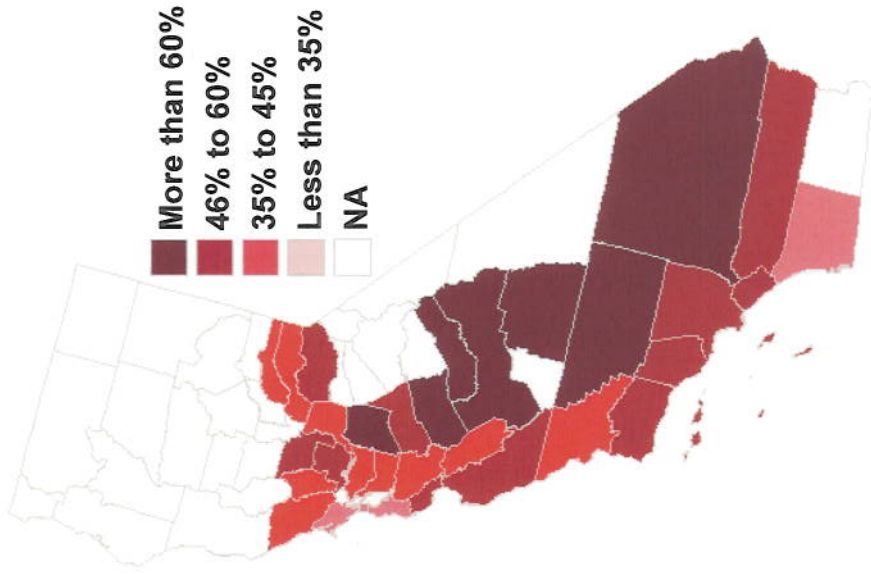 More than 60%
46% to 60%
35% to 45%
Less than 35%
NA